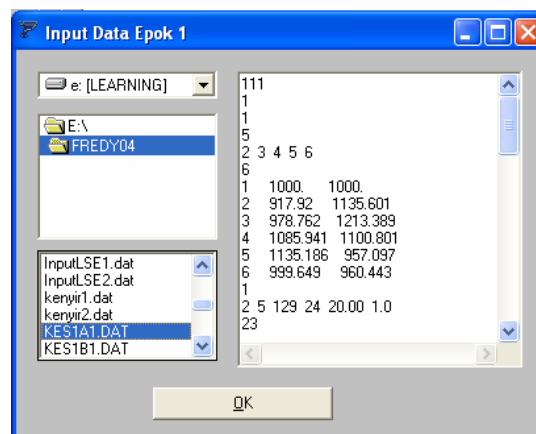 Input Data Epok 1
e: [LEARNING]
E:\
FREDY04
InputLSE1.dat
InputLSE2.dat
kenyir1.dat
kenyir2.dat
KES1A1.DAT
KES1B1.DAT
111
1
1
5
2 3 4 5 6
6
1 1000. 1000.
2 917.92 1135.601
3 978.762 1213.389
4 1085.941 1100.801
5 1135.186 957.097
6 999.649 960.443
1
2 5 129 24 20.00 1.0
23
OK